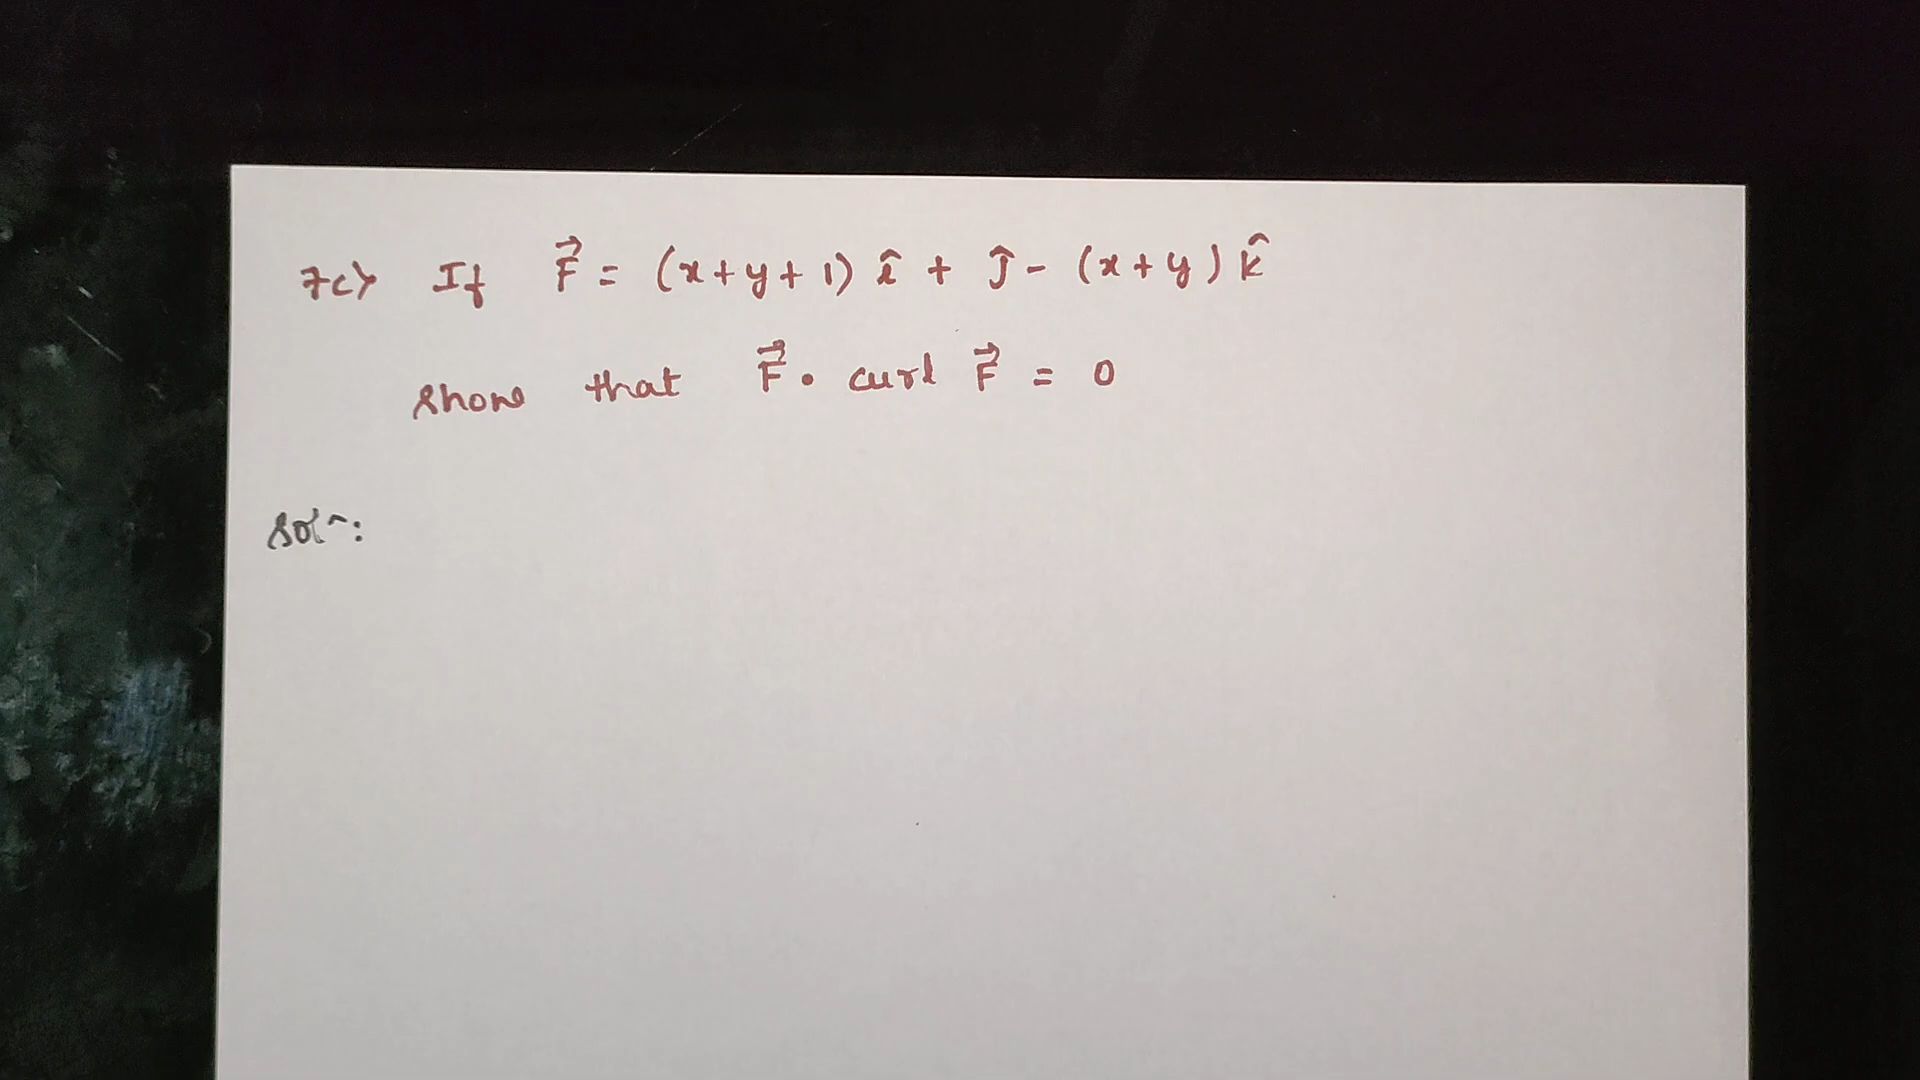 7c) If F⃗ = (x+y+1) î + ĵ - (x+y) k̂
Show that F⃗ . curl F⃗ = 0
Solⁿ: